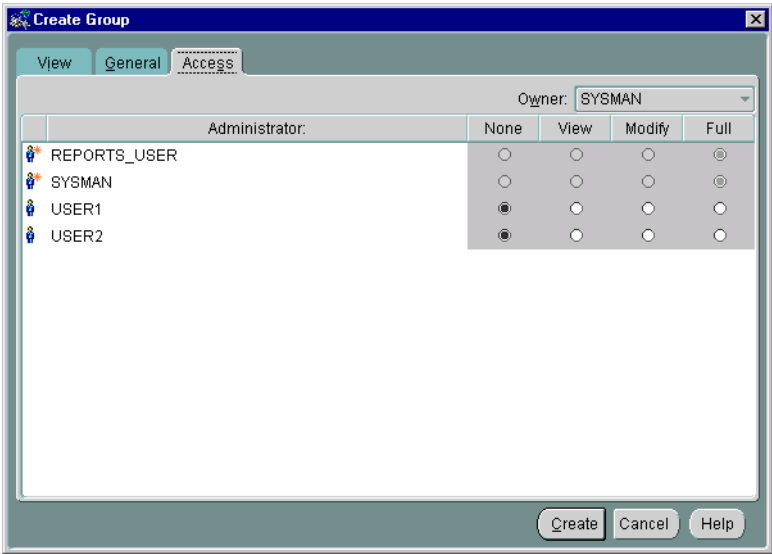 Create Group
View General Access
Owner: SYSMAN
Administrator: None View Modify Full
REPORTS_USER
SYSMAN
USER1
USER2
Create Cancel Help